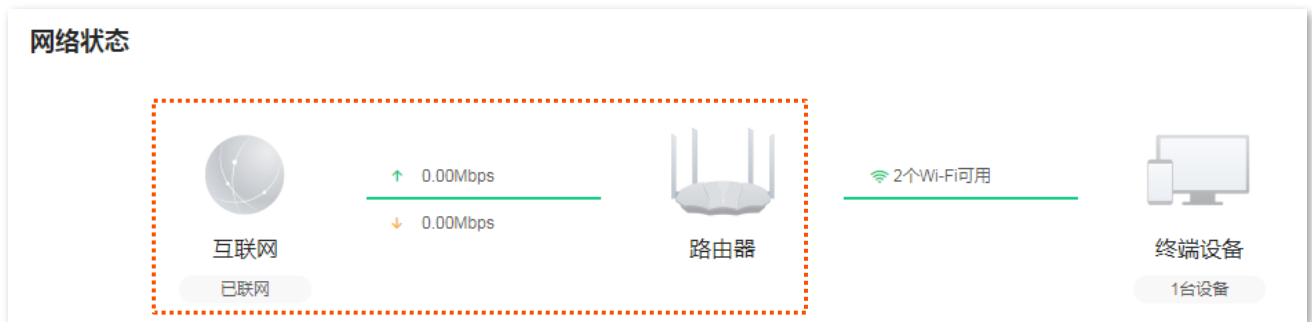 网络状态
0.00Mbps
2个Wi-Fi可用
0.00Mbps
互联网
路由器
终端设备
已联网
1台设备